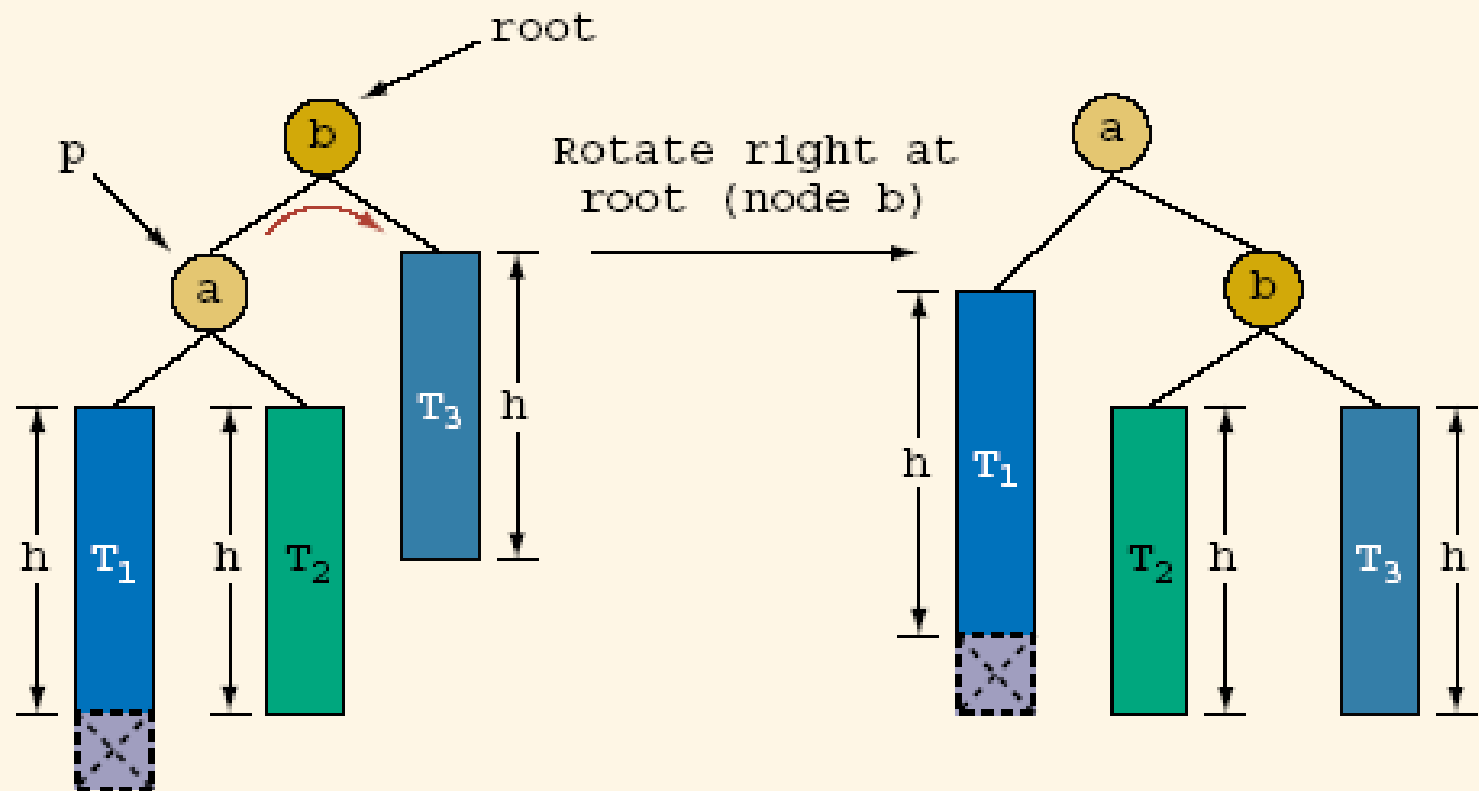 root
b
p
a
T₃
h
h
T₁
h
T₂
Rotate right at
root (node b)
a
b
h
T₁
T₂
h
T₃
h